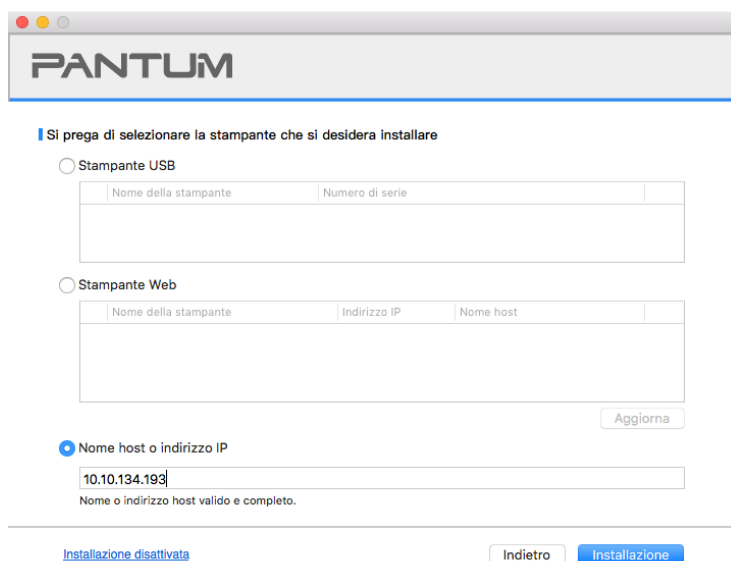 PANTUM
Si prega di selezionare la stampante che si desidera installare
Stampante USB
Nome della stampante Numero di serie
Stampante Web
Nome della stampante Indirizzo IP Nome host
Aggiorna
Nome host o indirizzo IP
10.10.134.193
Nome o indirizzo host valido e completo.
Installazione disattivata Indietro Installazione